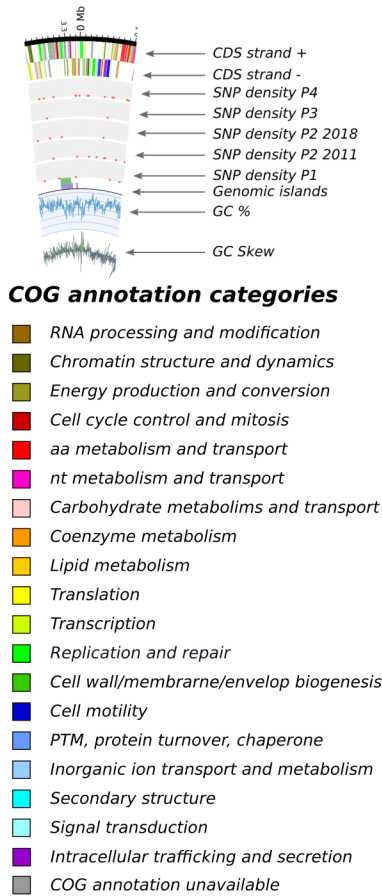 3.3
0 Mb
CDS strand +
CDS strand -
SNP density P4
SNP density P3
SNP density P2 2018
SNP density P2 2011
SNP density P1
Genomic islands
GC %
GC Skew
COG annotation categories
RNA processing and modification
Chromatin structure and dynamics
Energy production and conversion
Cell cycle control and mitosis
aa metabolism and transport
nt metabolism and transport
Carbohydrate metabolims and transport
Coenzyme metabolism
Lipid metabolism
Translation
Transcription
Replication and repair
Cell wall/membrarne/envelop biogenesis
Cell motility
PTM, protein turnover, chaperone
Inorganic ion transport and metabolism
Secondary structure
Signal transduction
Intracellular trafficking and secretion
COG annotation unavailable